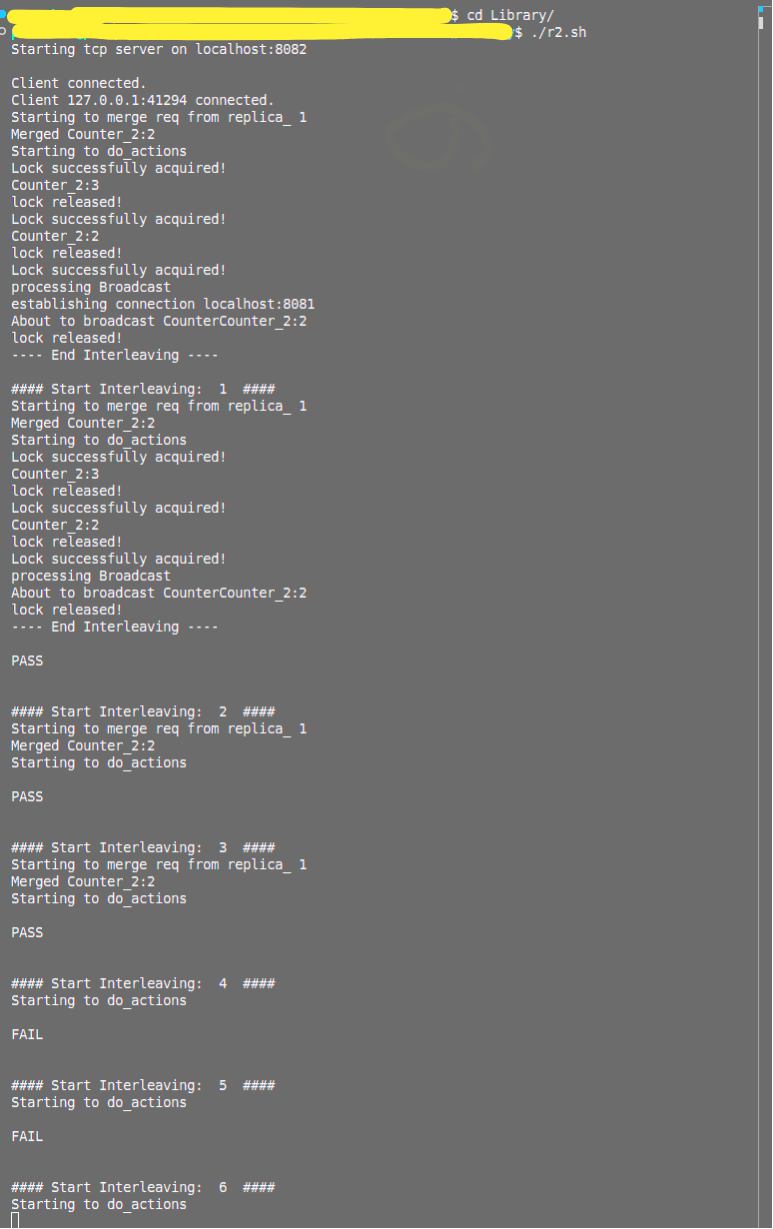 $ cd Library/
$ ./r2.sh
Starting tcp server on localhost:8082
Client connected.
Client 127.0.0.1:41294 connected.
Starting to merge req from replica_ 1
Merged Counter_2:2
Starting to do_actions
Lock successfully acquired!
Counter_2:3
lock released!
Lock successfully acquired!
Counter_2:2
lock released!
Lock successfully acquired!
processing Broadcast
establishing connection localhost:8081
About to broadcast CounterCounter_2:2
lock released!
---- End Interleaving ----
#### Start Interleaving:  1  ####
Starting to merge req from replica_ 1
Merged Counter_2:2
Starting to do_actions
Lock successfully acquired!
Counter_2:3
lock released!
Lock successfully acquired!
Counter_2:2
lock released!
Lock successfully acquired!
processing Broadcast
About to broadcast CounterCounter_2:2
lock released!
---- End Interleaving ----
PASS
#### Start Interleaving:  2  ####
Starting to merge req from replica_ 1
Merged Counter_2:2
Starting to do_actions
PASS
#### Start Interleaving:  3  ####
Starting to merge req from replica_ 1
Merged Counter_2:2
Starting to do_actions
PASS
#### Start Interleaving:  4  ####
Starting to do_actions
FAIL
#### Start Interleaving:  5  ####
Starting to do_actions
FAIL
#### Start Interleaving:  6  ####
Starting to do_actions